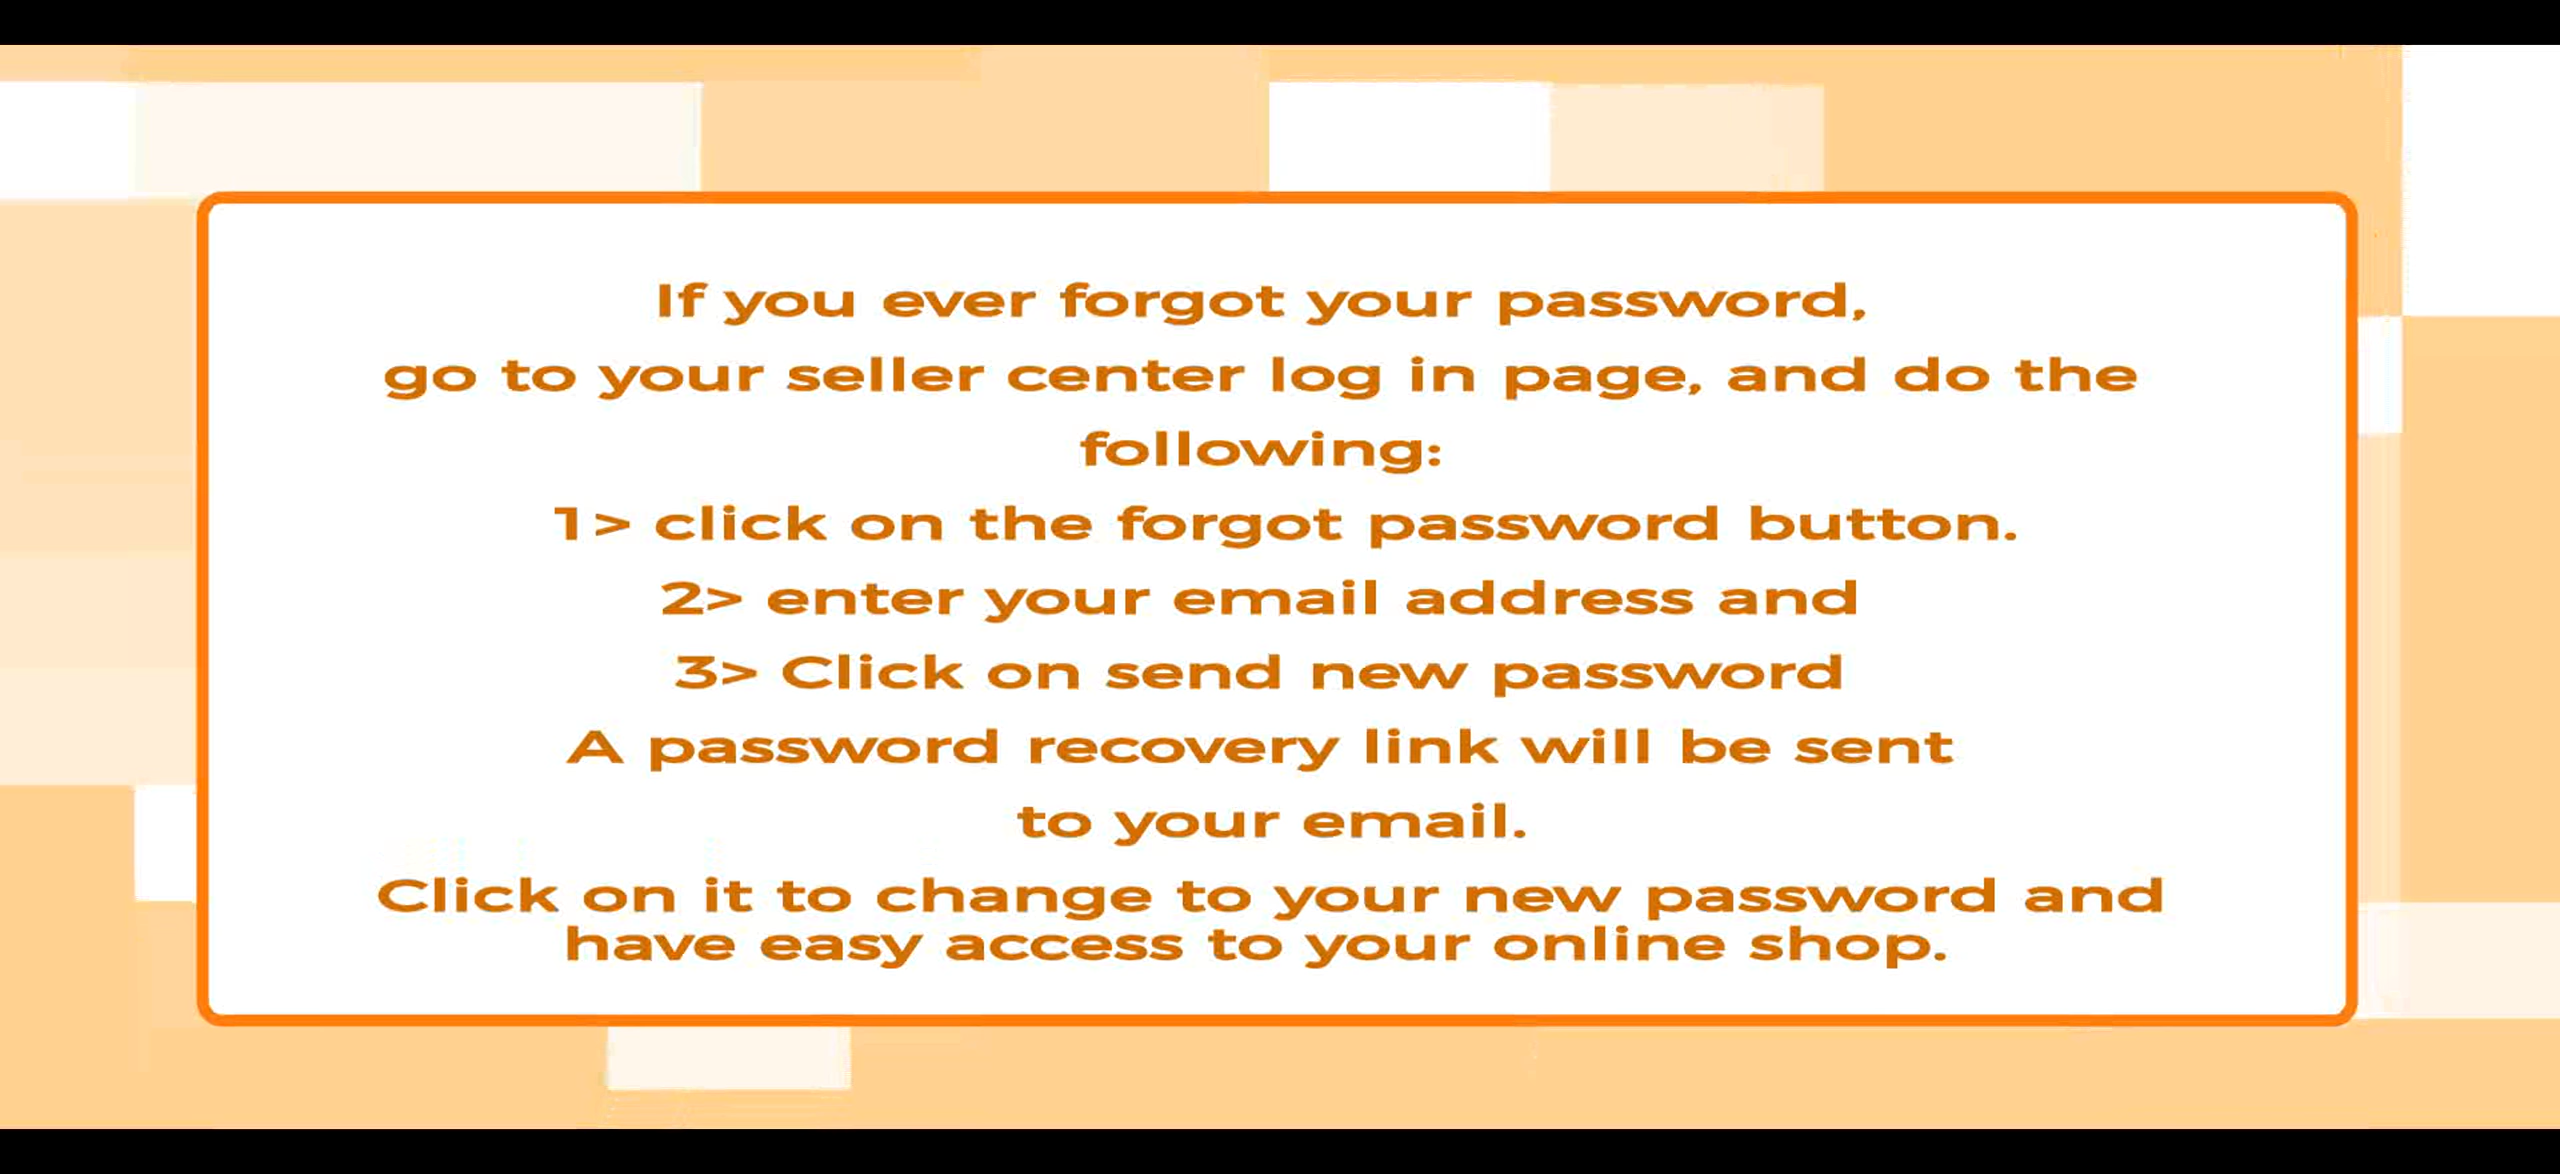 If you ever forgot your password,
go to your seller center log in page, and do the
following:
1> click on the forgot password button.
2> enter your email address and
3> Click on send new password
A password recovery link will be sent
to your email.
Click on it to change to your new password and
have easy access to your online shop.